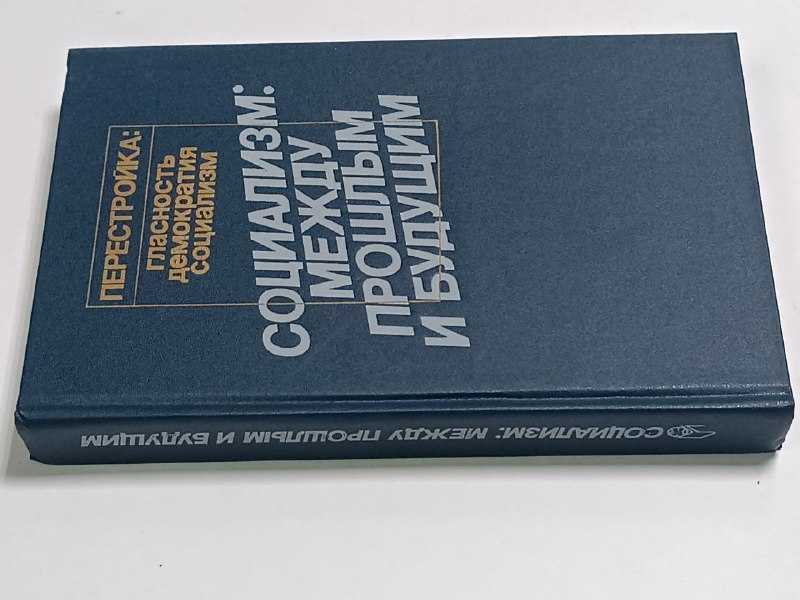 ПЕРЕСТРОЙКА:
гласность
демократия
социализм
СОЦИАЛИЗМ:
МЕЖДУ
ПРОШЛЫМ
И БУДУЩИМ
СОЦИАЛИЗМ: МЕЖДУ ПРОШЛЫМ И БУДУЩИМ